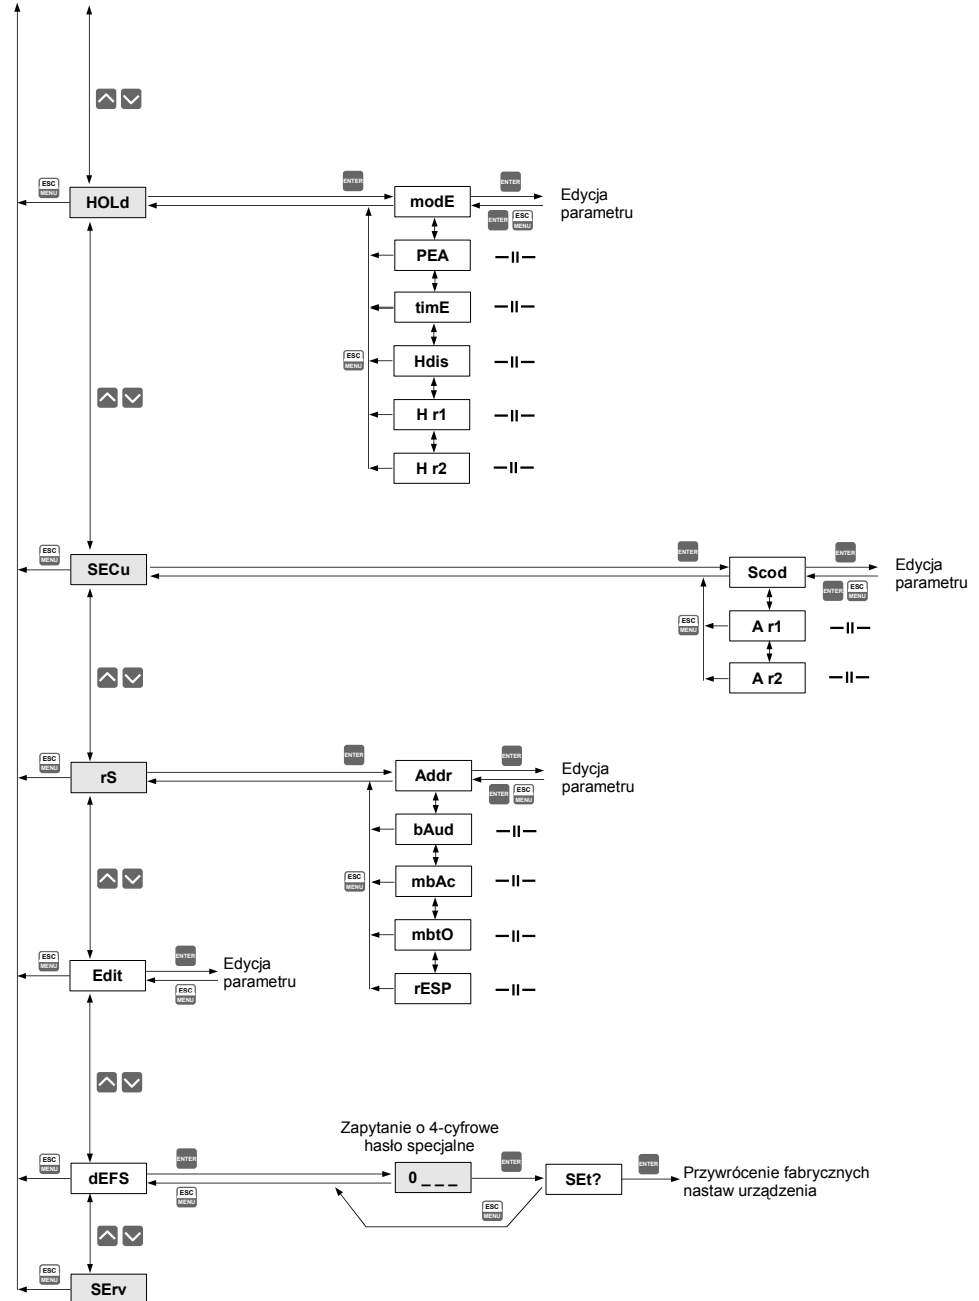 ESC
MENU
HOLd
ENTER
modE
ENTER
ENTER
ESC
MENU
Edycja
parametru
PEA
—II—
timE
—II—
ESC
MENU
Hdis
—II—
H r1
—II—
H r2
—II—
ESC
MENU
SECu
ENTER
Scod
ENTER
ENTER
ESC
MENU
Edycja
parametru
ESC
MENU
A r1
—II—
A r2
—II—
ESC
MENU
rS
ENTER
Addr
ENTER
ENTER
ESC
MENU
Edycja
parametru
bAud
—II—
ESC
MENU
mbAc
—II—
mbtO
—II—
rESP
—II—
ESC
MENU
Edit
ENTER
ESC
MENU
Edycja
parametru
Zapytanie o 4-cyfrowe
hasło specjalne
ESC
MENU
dEFS
ENTER
ESC
MENU
0 _ _ _
ENTER
ESC
MENU
SEt?
ENTER
Przywrócenie fabrycznych
nastaw urządzenia
ESC
MENU
SErv